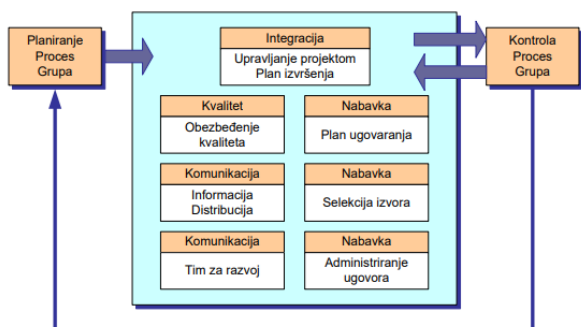 Planiranje
Proces
Grupa
Integracija
Upravljanje projektom
Plan izvršenja
Kontrola
Proces
Grupa
Kvalitet
Obezbeđenje
kvaliteta
Nabavka
Plan ugovaranja
Komunikacija
Informacija
Distribucija
Nabavka
Selekcija izvora
Komunikacija
Tim za razvoj
Nabavka
Administriranje
ugovora